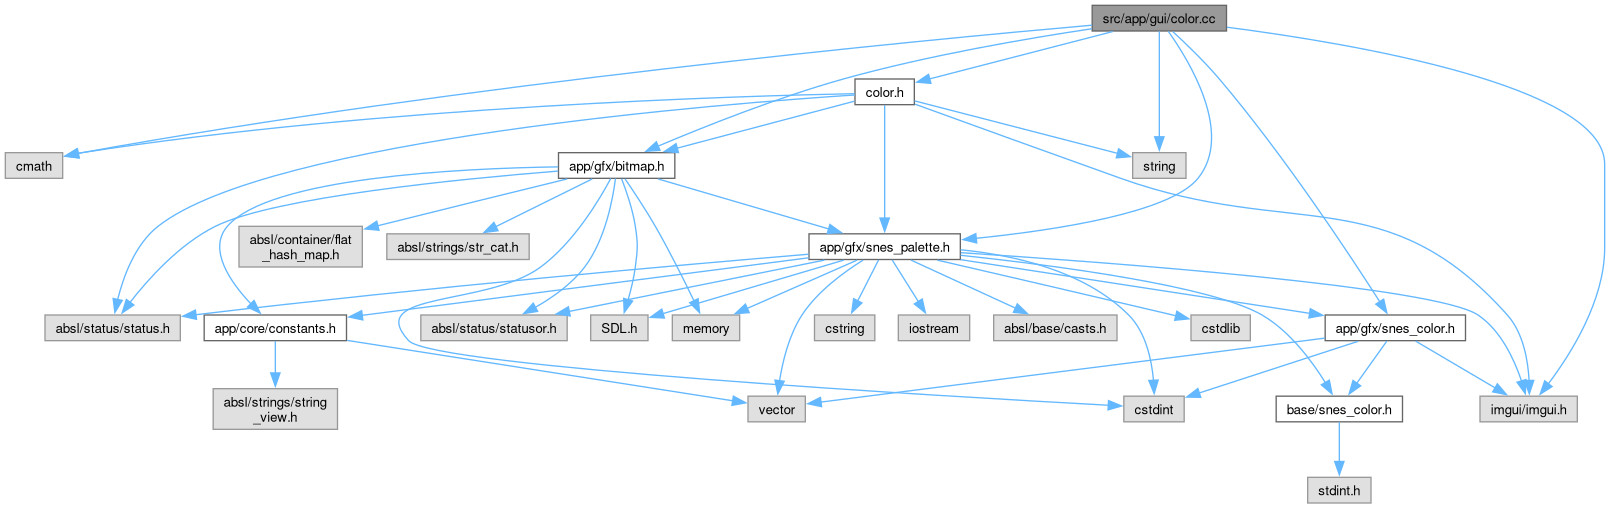 src/app/gui/color.cc
color.h
cmath
app/gfx/bitmap.h
string
absl/container/flat
_hash_map.h
absl/strings/str_cat.h
app/gfx/snes_palette.h
absl/status/status.h
app/core/constants.h
absl/status/statusor.h
SDL.h
memory
cstring
iostream
absl/base/casts.h
cstdlib
app/gfx/snes_color.h
absl/strings/string
_view.h
vector
cstdint
base/snes_color.h
imgui/imgui.h
stdint.h